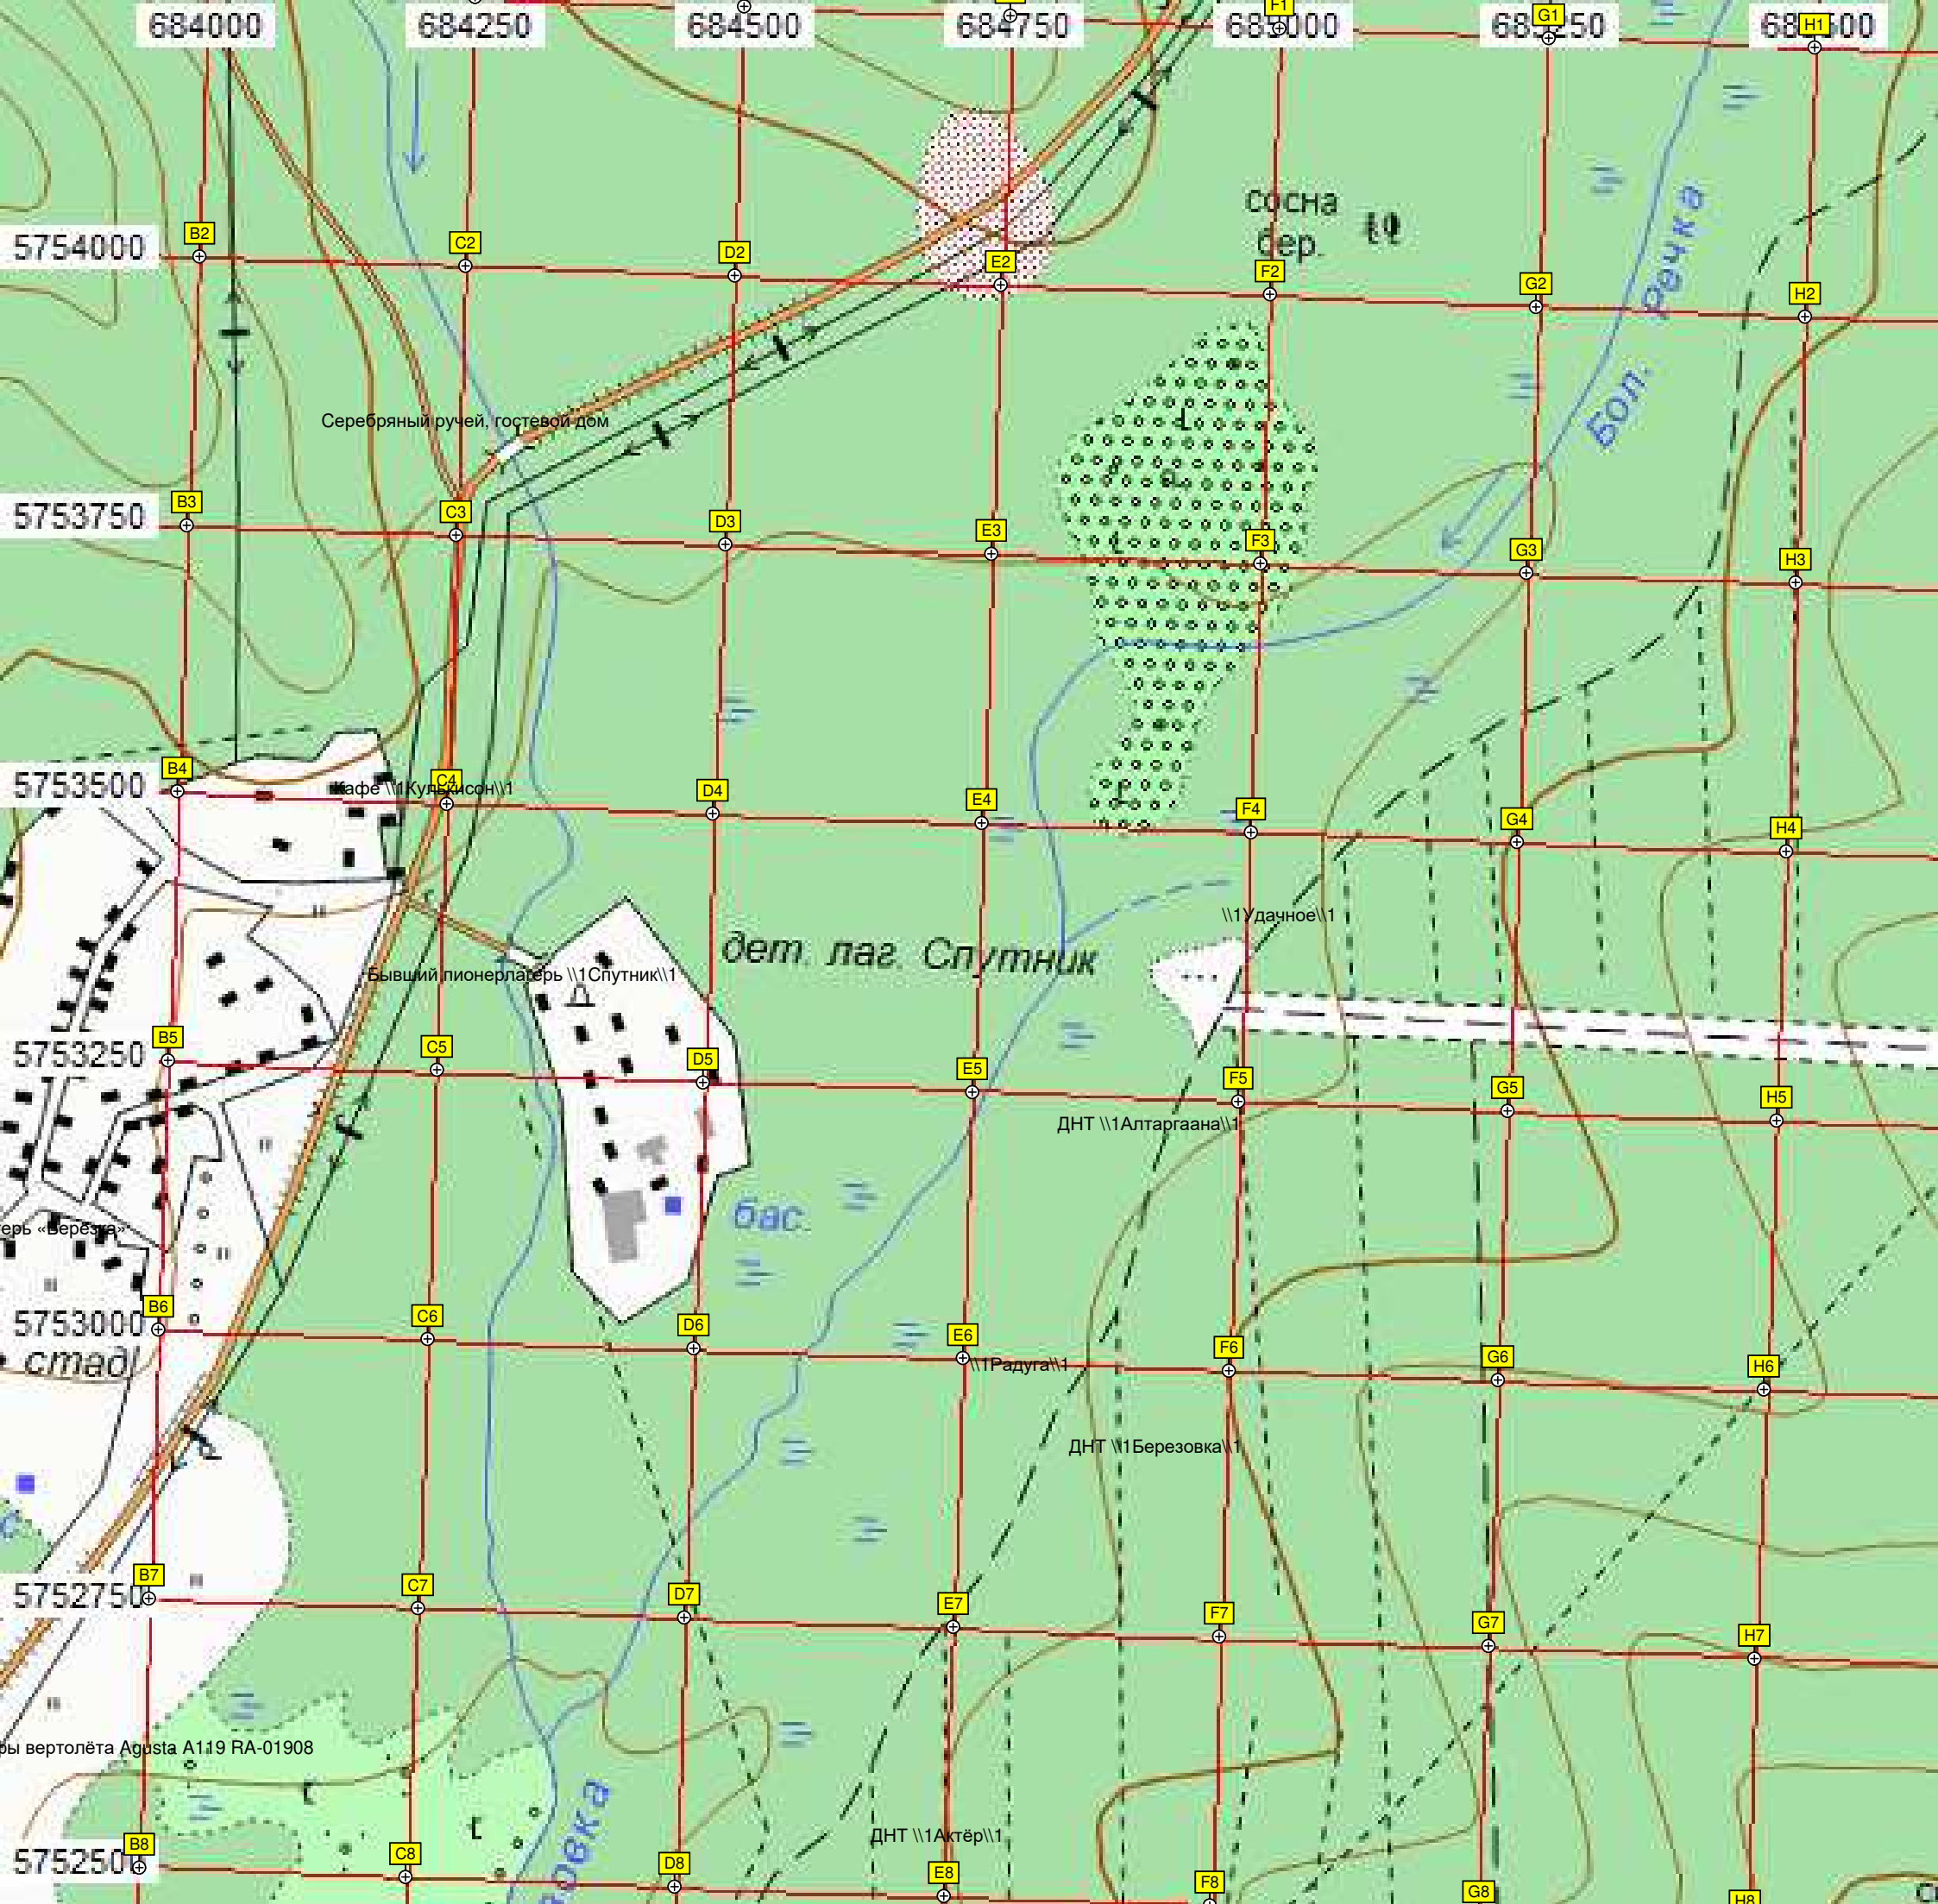 684000 684250 684500 684750 F1 G1 H1
сосна
бер.
Бол. Речка
5754000 B2 C2 D2 E2 F2 G2 H2
Серебряный ручей, гостевой дом
5753750 B3 C3 D3 E3 F3 G3 H3
5753500 B4 C4 D4 E4 F4 G4 H4
Кафе \\1Кулькисон\\1
\\1Удачное\\1
дет. лаг. Спутник
Бывший пионерлагерь \\1Спутник\\1
5753250 B5 C5 D5 E5 F5 G5 H5
ДНТ \\1Алтаргаана\\1
бас.
ерь «Берёзка»
5753000 B6 C6 D6 E6 F6 G6 H6
\\1Радуга\\1
стад
ДНТ \\1Березовка\\1
5752750 B7 C7 D7 E7 F7 G7 H7
ры вертолёта Agusta A119 RA-01908
ДНТ \\1Актёр\\1
овка
5752500 B8 C8 D8 E8 F8 G8 H8